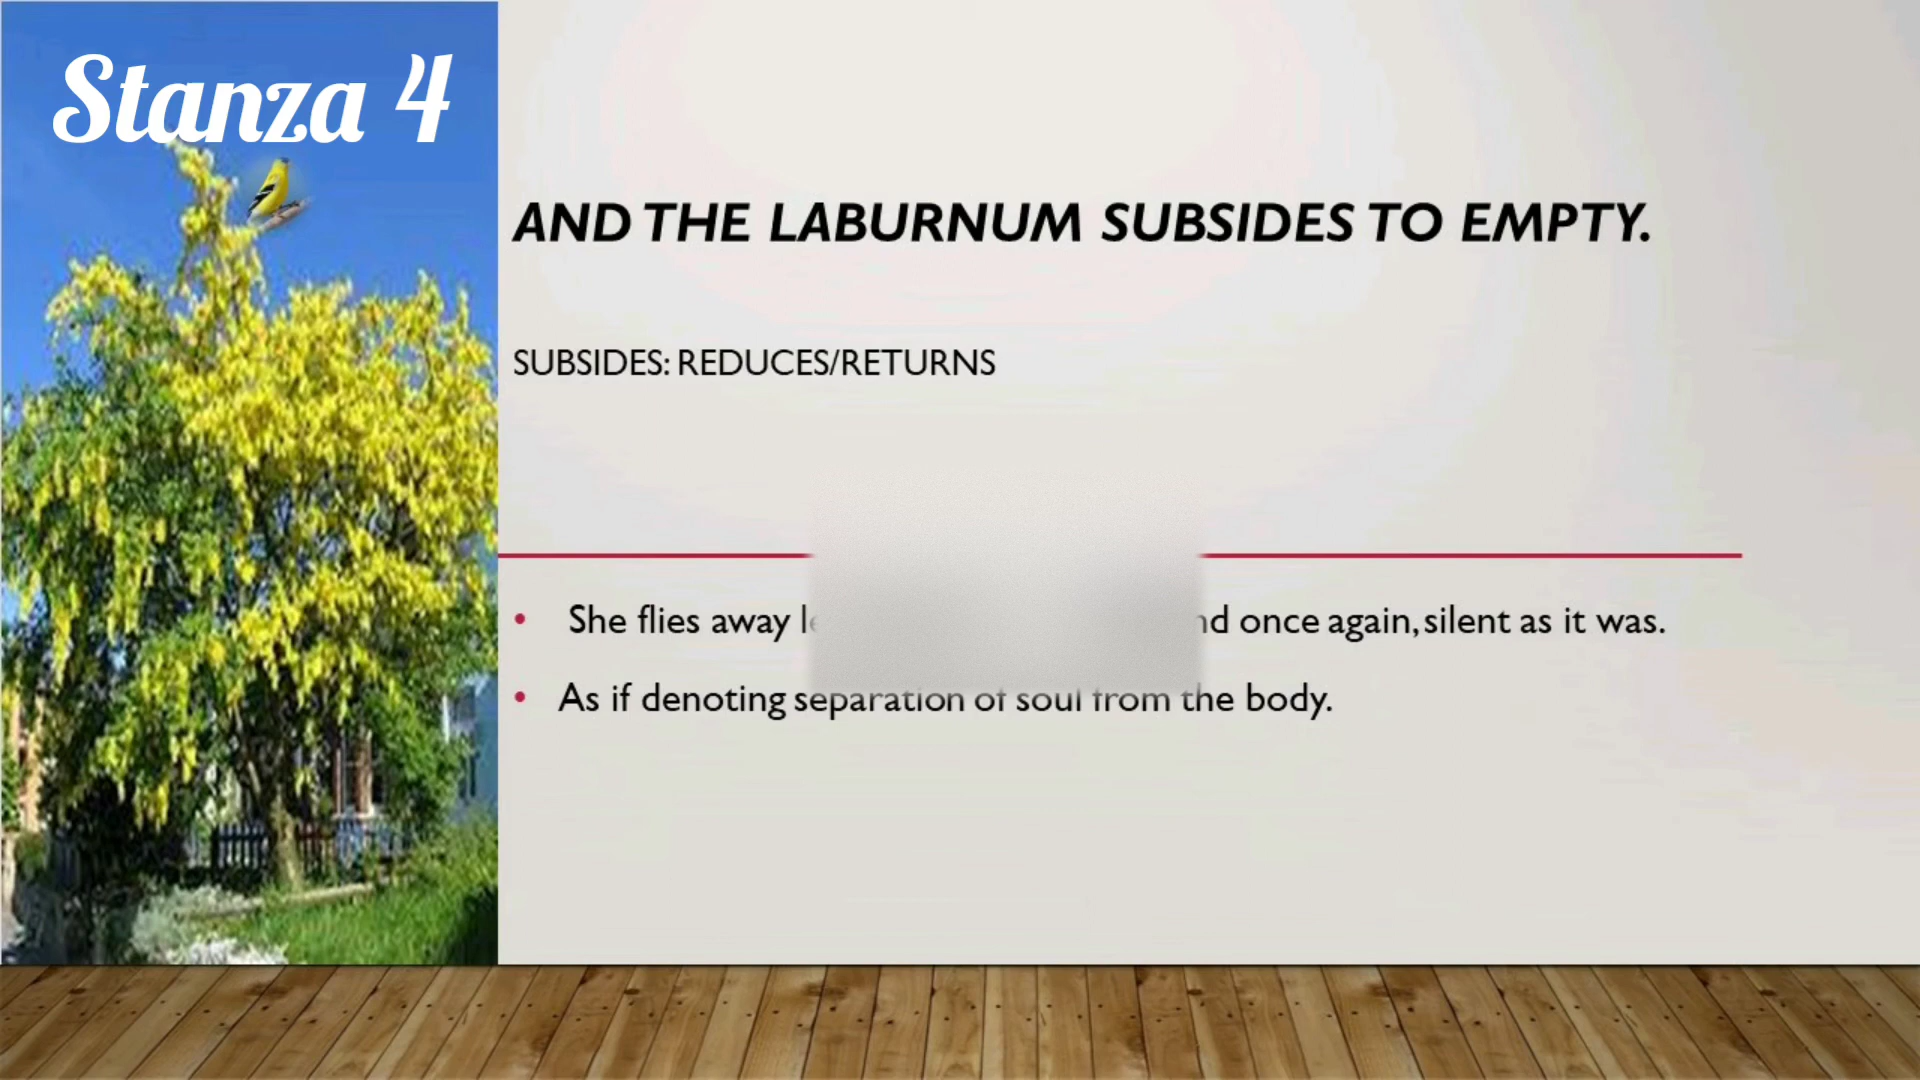 Stanza 4
AND THE LABURNUM SUBSIDES TO EMPTY.
SUBSIDES: REDUCES/RETURNS
• She flies away once again, silent as it was.
• As if denoting separation of soul from the body.